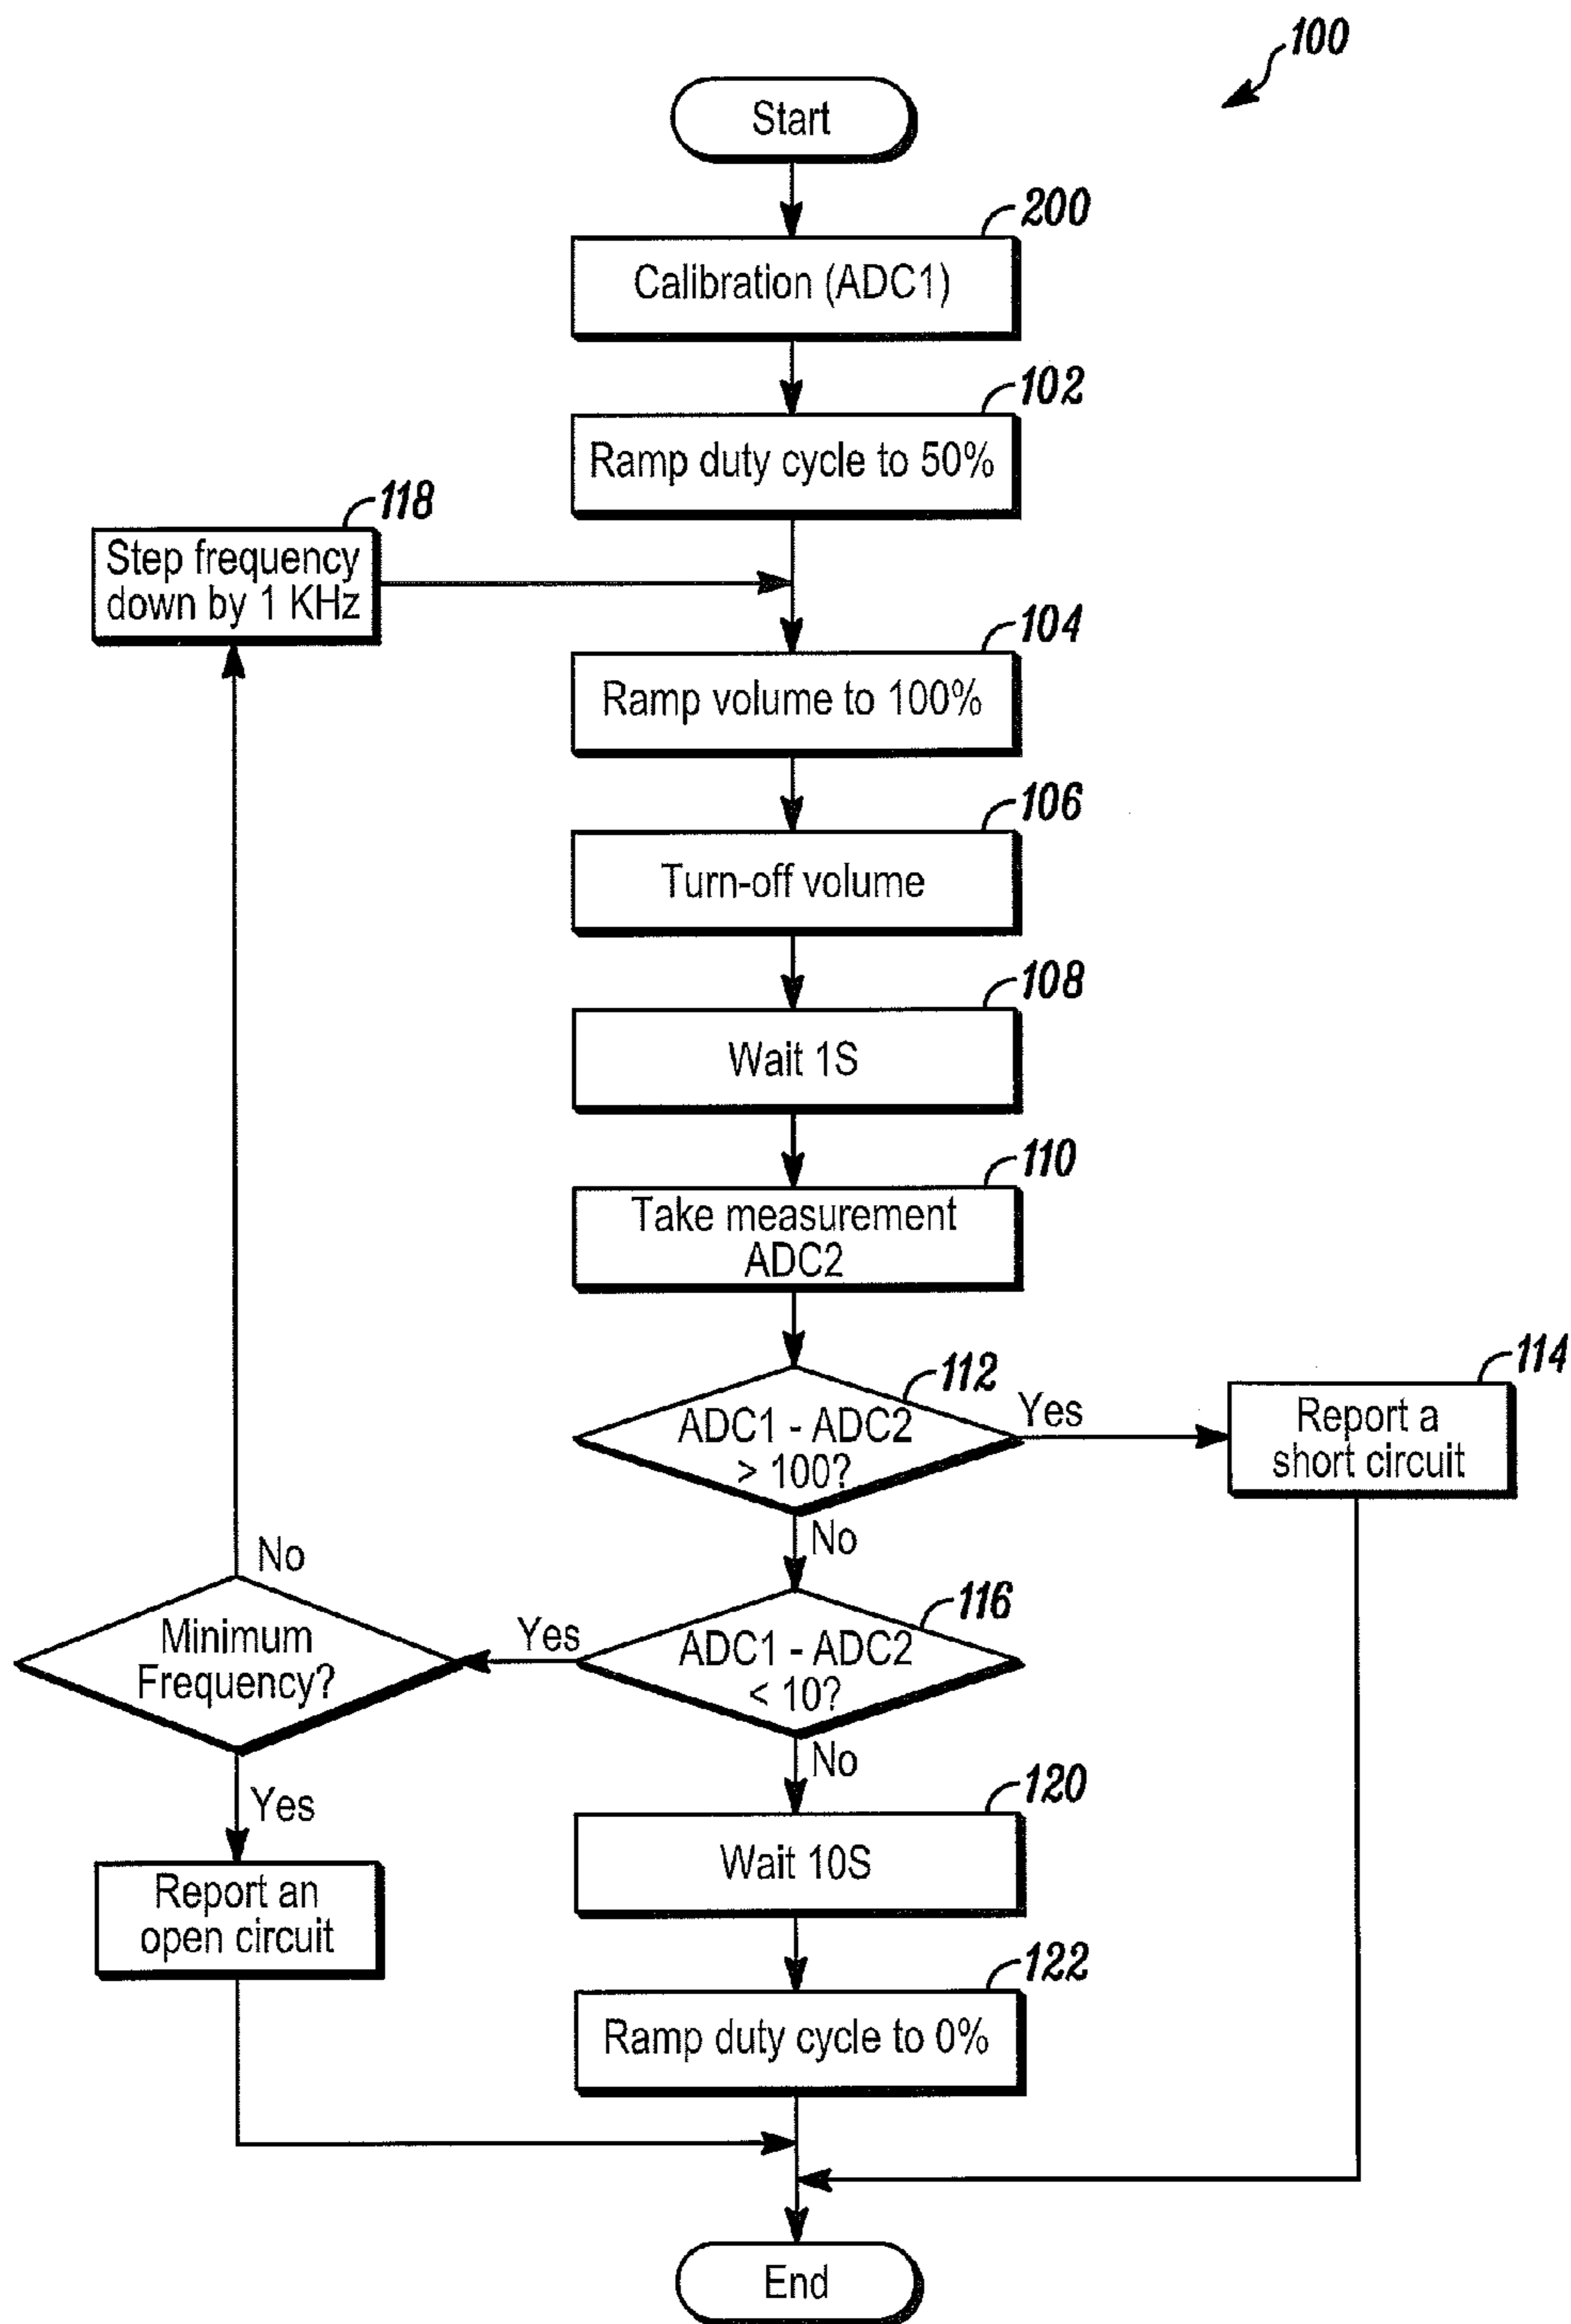 100
Start
200
Calibration (ADC1)
102
Ramp duty cycle to 50%
118
Step frequency
down by 1 KHz
104
Ramp volume to 100%
106
Turn-off volume
108
Wait 1S
110
Take measurement
ADC2
112
ADC1 - ADC2
> 100?
Yes
114
Report a
short circuit
No
116
ADC1 - ADC2
< 10?
Yes
No
Minimum
Frequency?
No
Yes
Report an
open circuit
120
Wait 10S
122
Ramp duty cycle to 0%
End